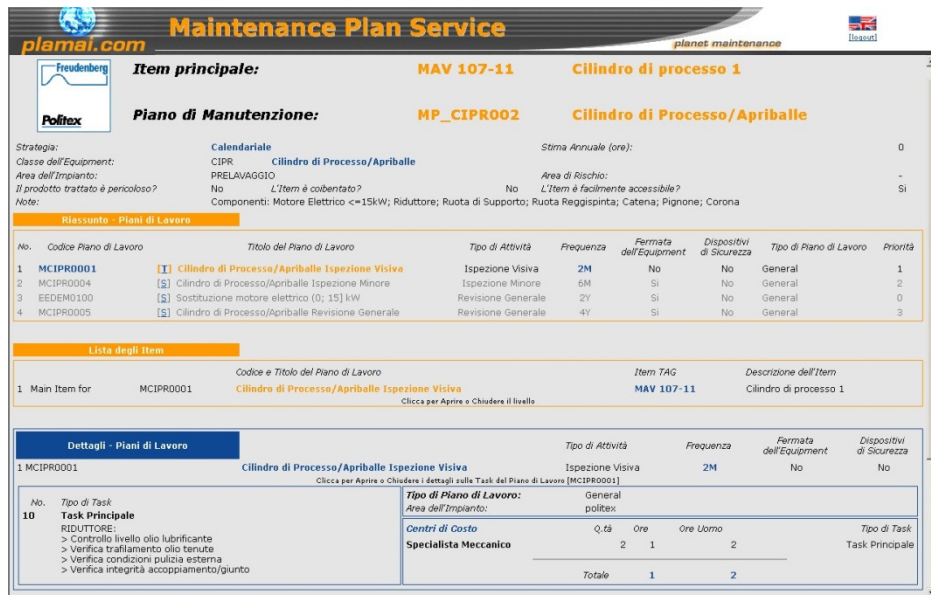 plamai.com
Maintenance Plan Service
planet maintenance
[logout]
Freudenberg
Politex
Item principale: MAV 107-11 Cilindro di processo 1
Piano di Manutenzione: MP_CIPR002 Cilindro di Processo/Apriballe
Strategia: Calendariale Stima Annuale (ore): 0
Classe dell'Equipment: CIPR Cilindro di Processo/Apriballe
Area dell'Impianto: PRELAVAGGIO Area di Rischio: -
Il prodotto trattato è pericoloso? No L'Item è coibentato? No L'Item è facilmente accessibile? Si
Note: Componenti: Motore Elettrico <=15kW; Riduttore; Ruota di Supporto; Ruota Reggispinta; Catena; Pignone; Corona
Riassunto - Piani di Lavoro
No. Codice Piano di Lavoro Titolo del Piano di Lavoro Tipo di Attività Frequenza Fermata dell'Equipment Dispositivi di Sicurezza Tipo di Piano di Lavoro Priorità
1 MCIPR0001 [I] Cilindro di Processo/Apriballe Ispezione Visiva Ispezione Visiva 2M No No General 1
2 MCIPR0004 [S] Cilindro di Processo/Apriballe Ispezione Minore Ispezione Minore 6M Si No General 2
3 EEDEM0100 [S] Sostituzione motore elettrico (0; 15] kW Revisione Generale 2Y Si No General 0
4 MCIPR0005 [S] Cilindro di Processo/Apriballe Revisione Generale Revisione Generale 4Y Si No General 3
Lista degli Item
Codice e Titolo del Piano di Lavoro Item TAG Descrizione dell'Item
1 Main Item for MCIPR0001 Cilindro di Processo/Apriballe Ispezione Visiva MAV 107-11 Cilindro di processo 1
Clicca per Aprire o Chiudere il livello
Dettagli - Piani di Lavoro Tipo di Attività Frequenza Fermata dell'Equipment Dispositivi di Sicurezza
1 MCIPR0001 Cilindro di Processo/Apriballe Ispezione Visiva Ispezione Visiva 2M No No
Clicca per Aprire o Chiudere i dettagli sulle Task del Piano di Lavoro [MCIPR0001]
No. Tipo di Task
10 Task Principale
RIDUTTORE:
> Controllo livello olio lubrificante
> Verifica trafilamento olio tenute
> Verifica condizioni pulizia esterna
> Verifica integrità accoppiamento/giunto
Tipo di Piano di Lavoro: General
Area dell'Impianto: politex
Centri di Costo Q.tà Ore Ore Uomo Tipo di Task
Specialista Meccanico 2 1 2 Task Principale
Totale 1 2